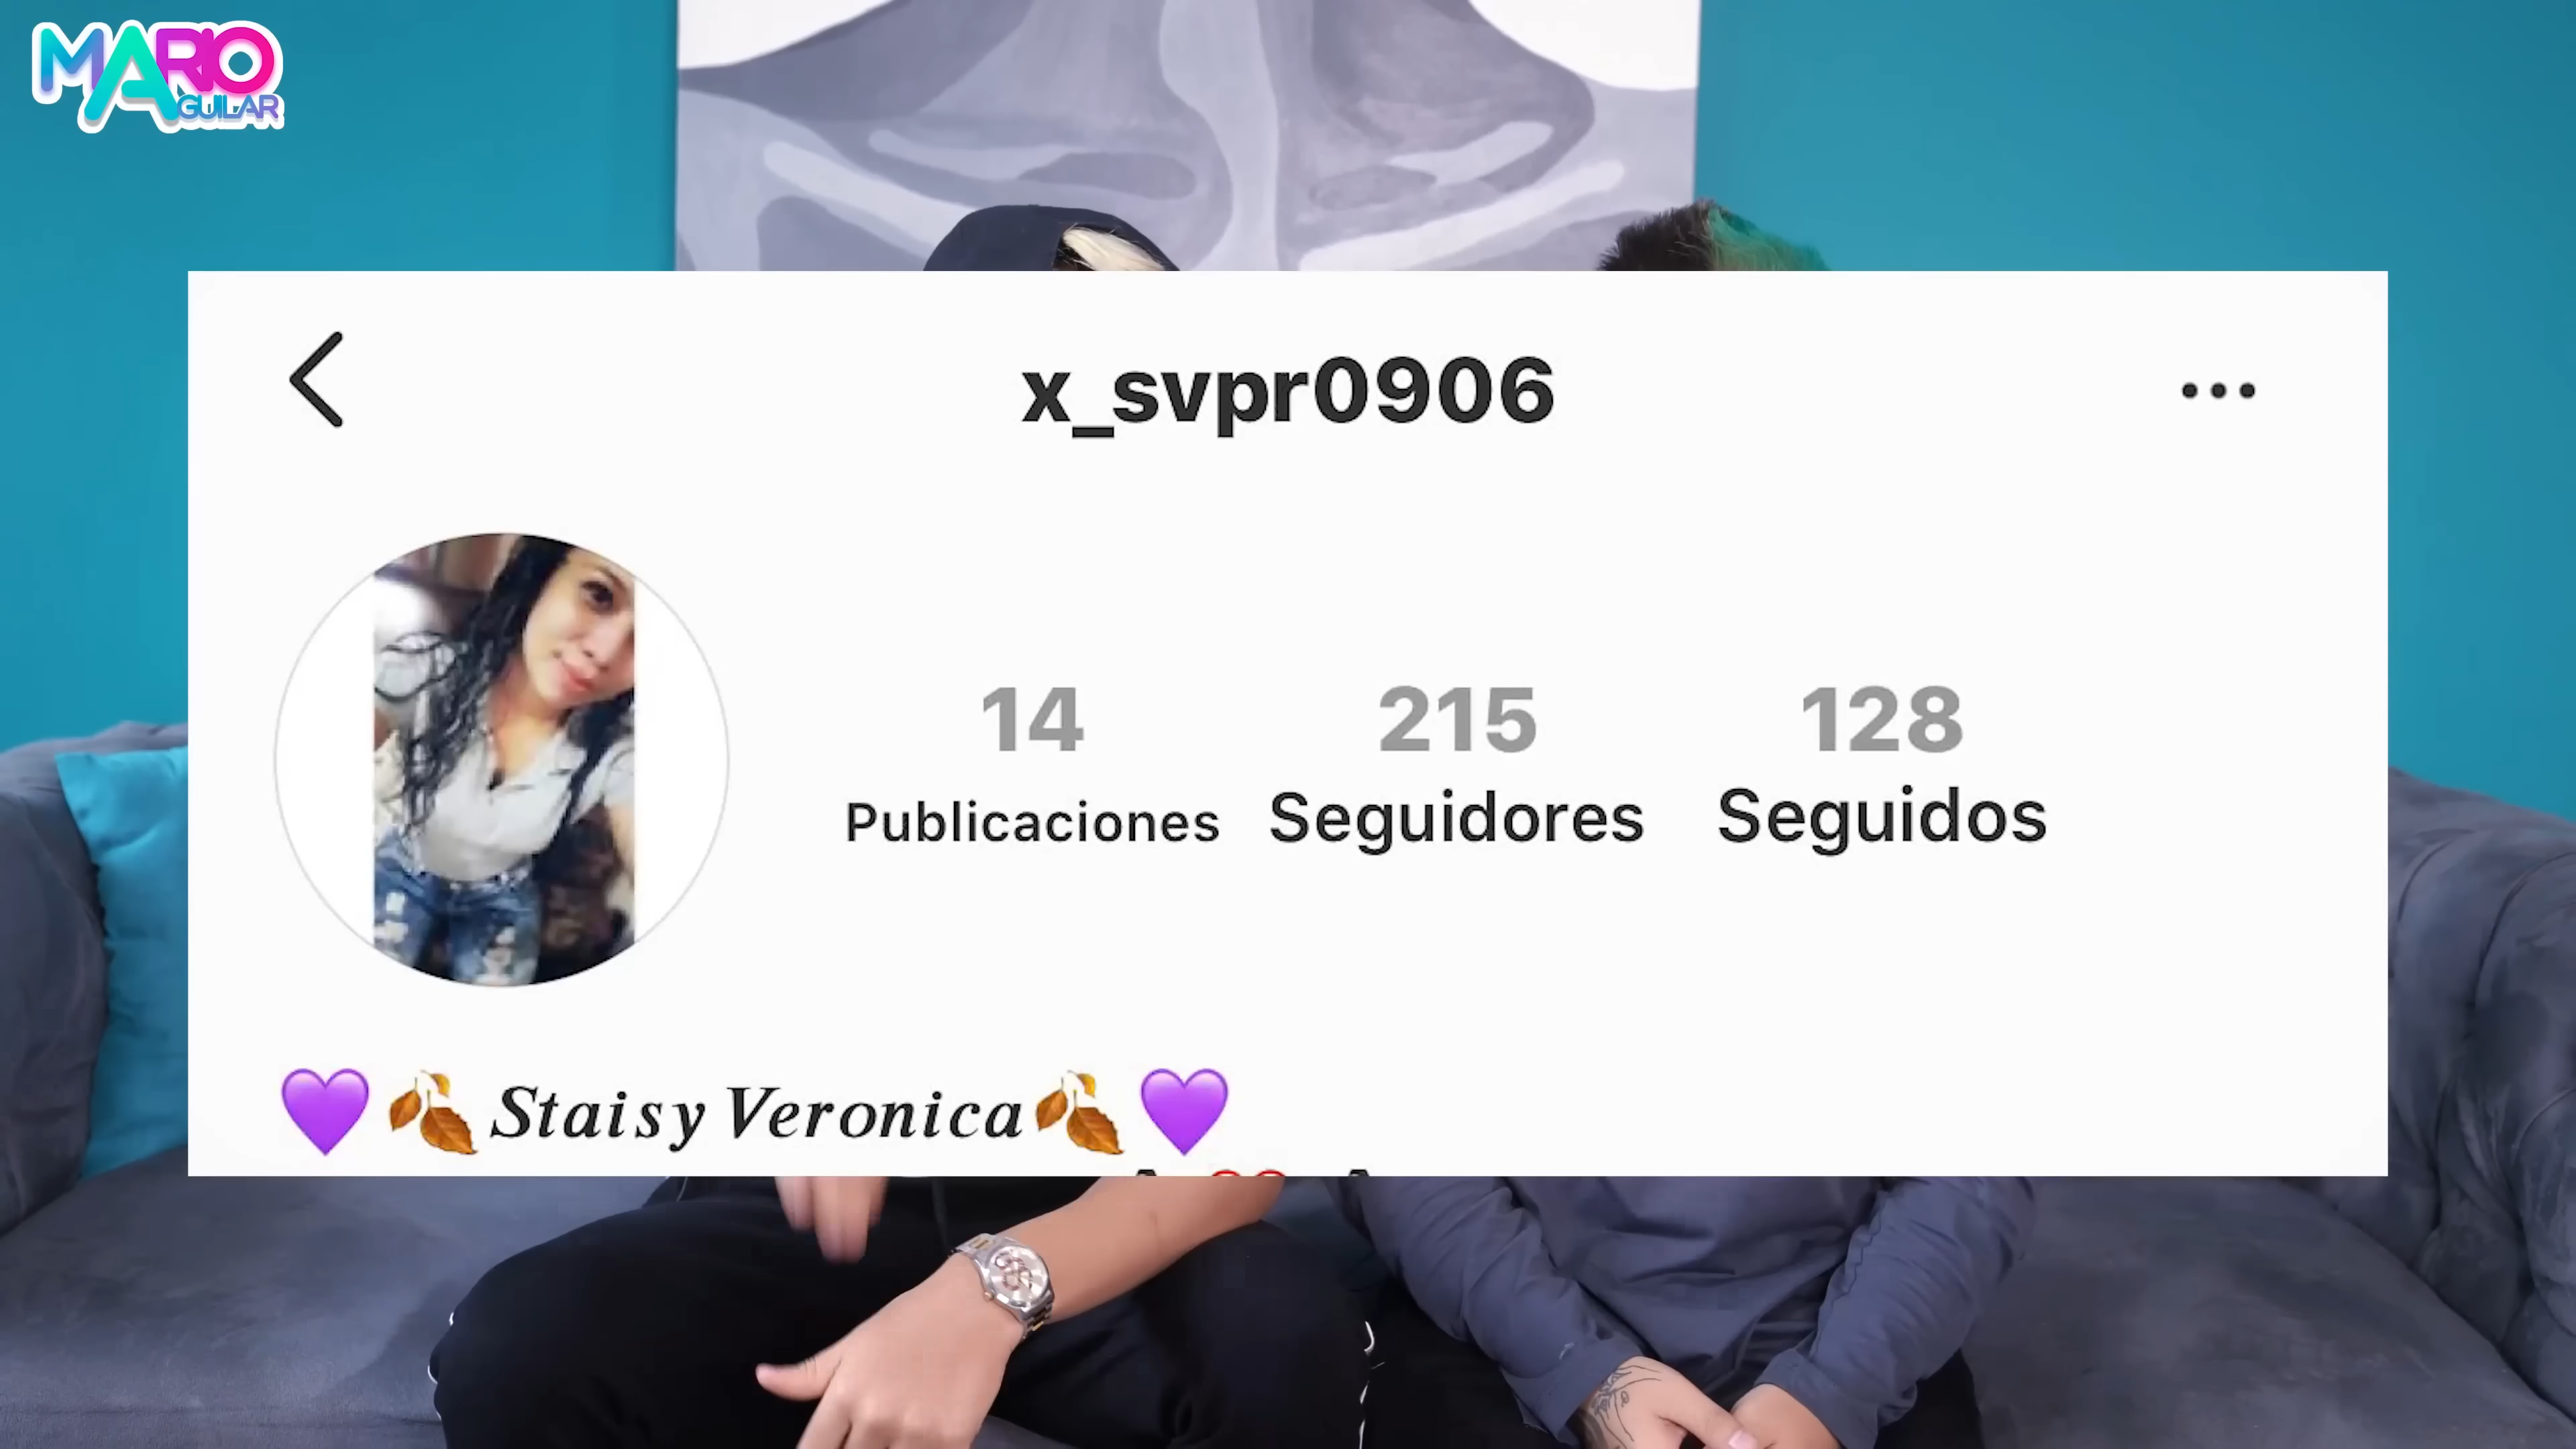 MARIO
AGUILAR
x_svpr0906
14 215 128
Publicaciones Seguidores Seguidos
💜🍂Staisy Veronica🍂💜